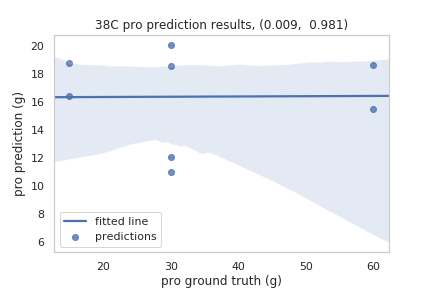 38C pro prediction results, (0.009,  0.981)
pro prediction (g)
20
18
16
14
12
10
8
6
fitted line
predictions
20 30 40 50 60
pro ground truth (g)